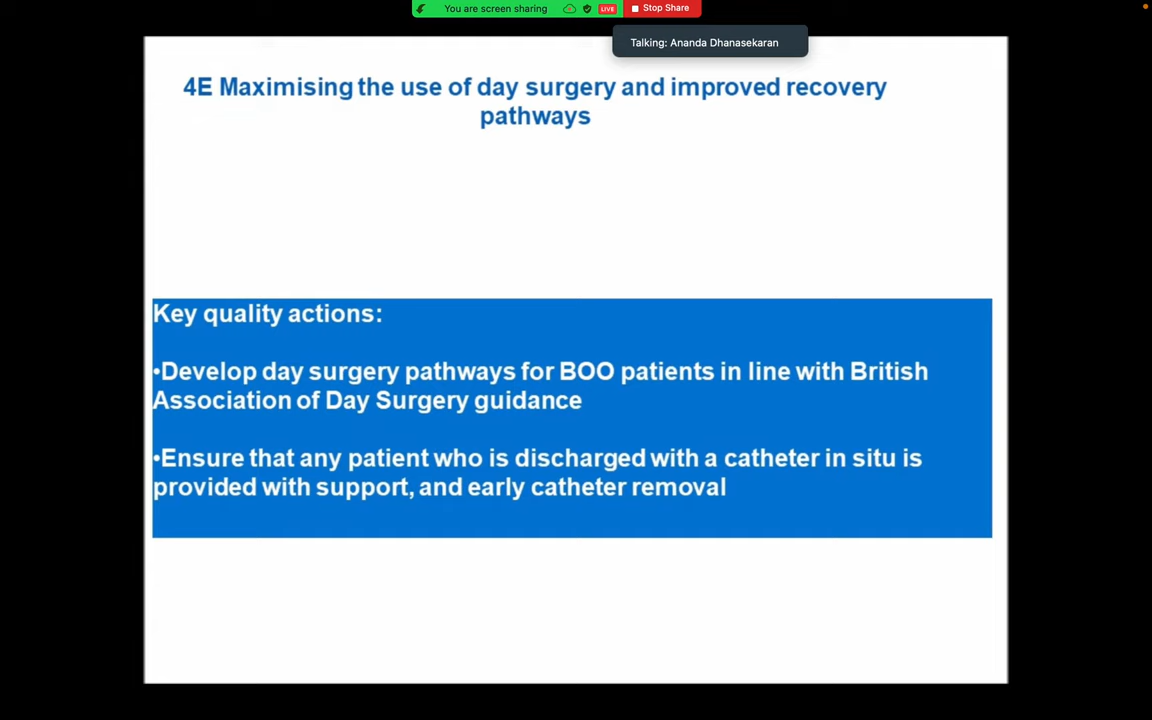 You are screen sharing
LIVE
Stop Share
Talking: Ananda Dhanasekaran
4E Maximising the use of day surgery and improved recovery
pathways
Key quality actions:
•Develop day surgery pathways for BOO patients in line with British
Association of Day Surgery guidance
•Ensure that any patient who is discharged with a catheter in situ is
provided with support, and early catheter removal